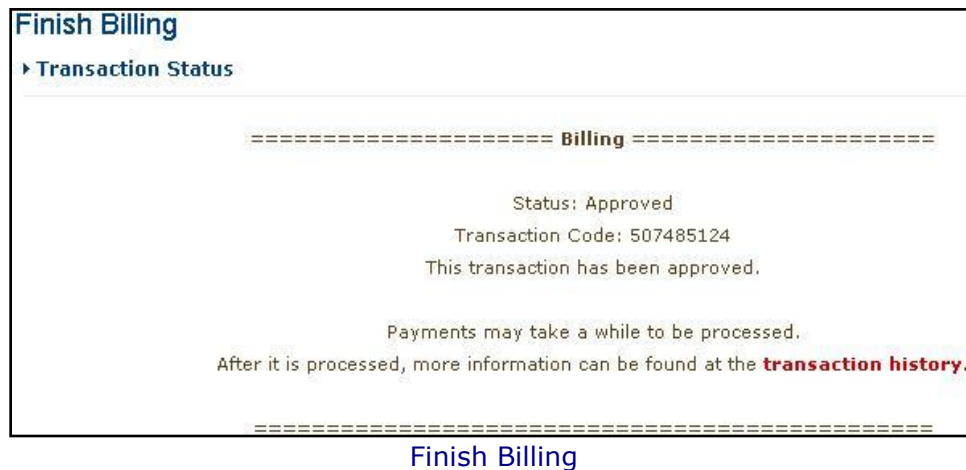 Finish Billing
Transaction Status
===================== Billing =====================
Status: Approved
Transaction Code: 507485124
This transaction has been approved.
Payments may take a while to be processed.
After it is processed, more information can be found at the transaction history.
===============================================
Finish Billing